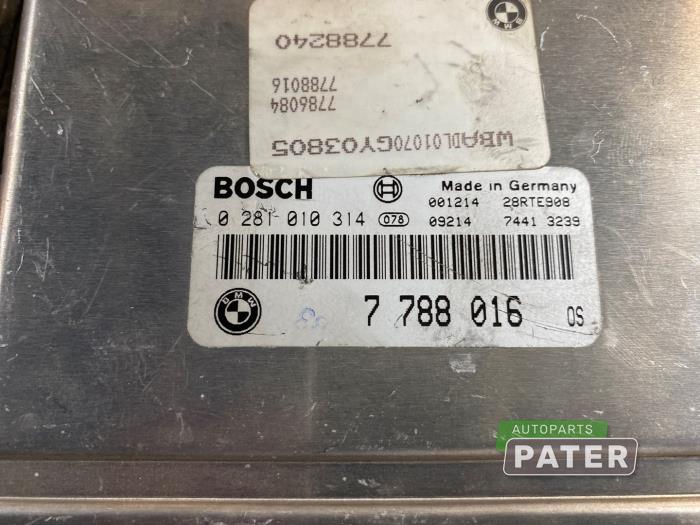 7788240
7788016
7786084
WBADL01070GY03805
BOSCH
Made in Germany
001214 28RTE908
0 281 010 314 078 09214 7441 3239
BMW
7 788 016 OS
AUTOPARTS
PATER